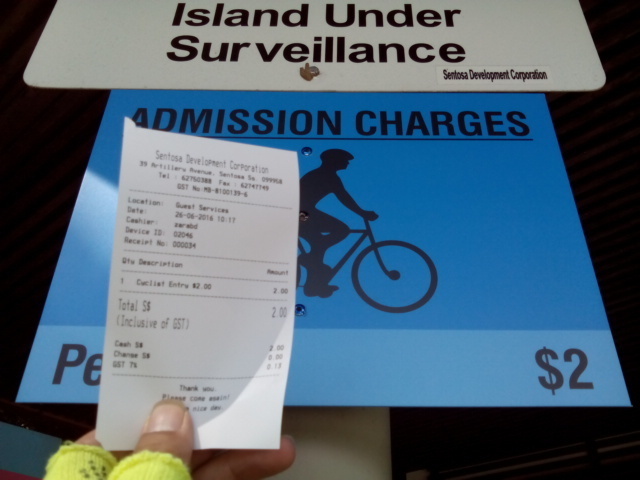 Island Under
Surveillance
Sentosa Development Corporation
ADMISSION CHARGES
Sentosa Development Corporation
39 Artillery Avenue, Sentosa Sg. 099958
Tel : 62750388 Fax : 62747749
GST No:M8-8100139-6
Location: Guest Services
Date: 26-06-2016 10:17
Cashier: zarabd
Device ID: 02046
Receipt No: 000034
Qty Description Amount
1 Cyclist Entry $2.00 2.00
Total S$ 2.00
(Inclusive of GST)
Cash S$ 2.00
Change S$ 0.00
GST 7% 0.13
Thank you.
Please come again!
nice day.
Pe
$2